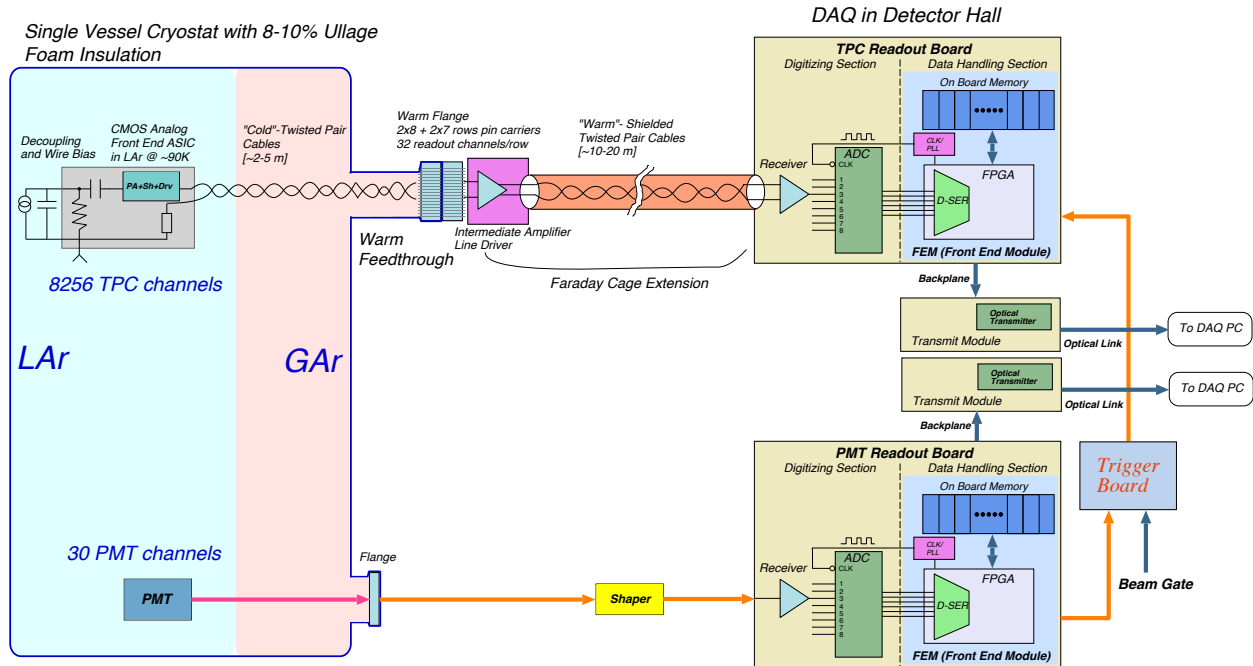 Single Vessel Cryostat with 8-10% Ullage
Foam Insulation
DAQ in Detector Hall
Decoupling
and Wire Bias
CMOS Analog
Front End ASIC
in LAr @ ~90K
PA+Sh+Drv
"Cold"-Twisted Pair
Cables
[~2-5 m]
Warm Flange
2x8 + 2x7 rows pin carriers
32 readout channels/row
"Warm"- Shielded
Twisted Pair Cables
[~10-20 m]
Intermediate Amplifier
Line Driver
Warm
Feedthrough
Faraday Cage Extension
8256 TPC channels
LAr
GAr
TPC Readout Board
Digitizing Section
Data Handling Section
On Board Memory
Receiver
ADC
CLK
1
2
3
4
5
6
7
8
CLK/
PLL
FPGA
D-SER
FEM (Front End Module)
Backplane
Optical
Transmitter
Transmit Module
Optical Link
To DAQ PC
Optical
Transmitter
Transmit Module
Optical Link
To DAQ PC
Backplane
PMT Readout Board
Digitizing Section
Data Handling Section
On Board Memory
Receiver
ADC
CLK
1
2
3
4
5
6
7
8
CLK/
PLL
FPGA
D-SER
FEM (Front End Module)
Trigger
Board
Beam Gate
30 PMT channels
PMT
Flange
Shaper